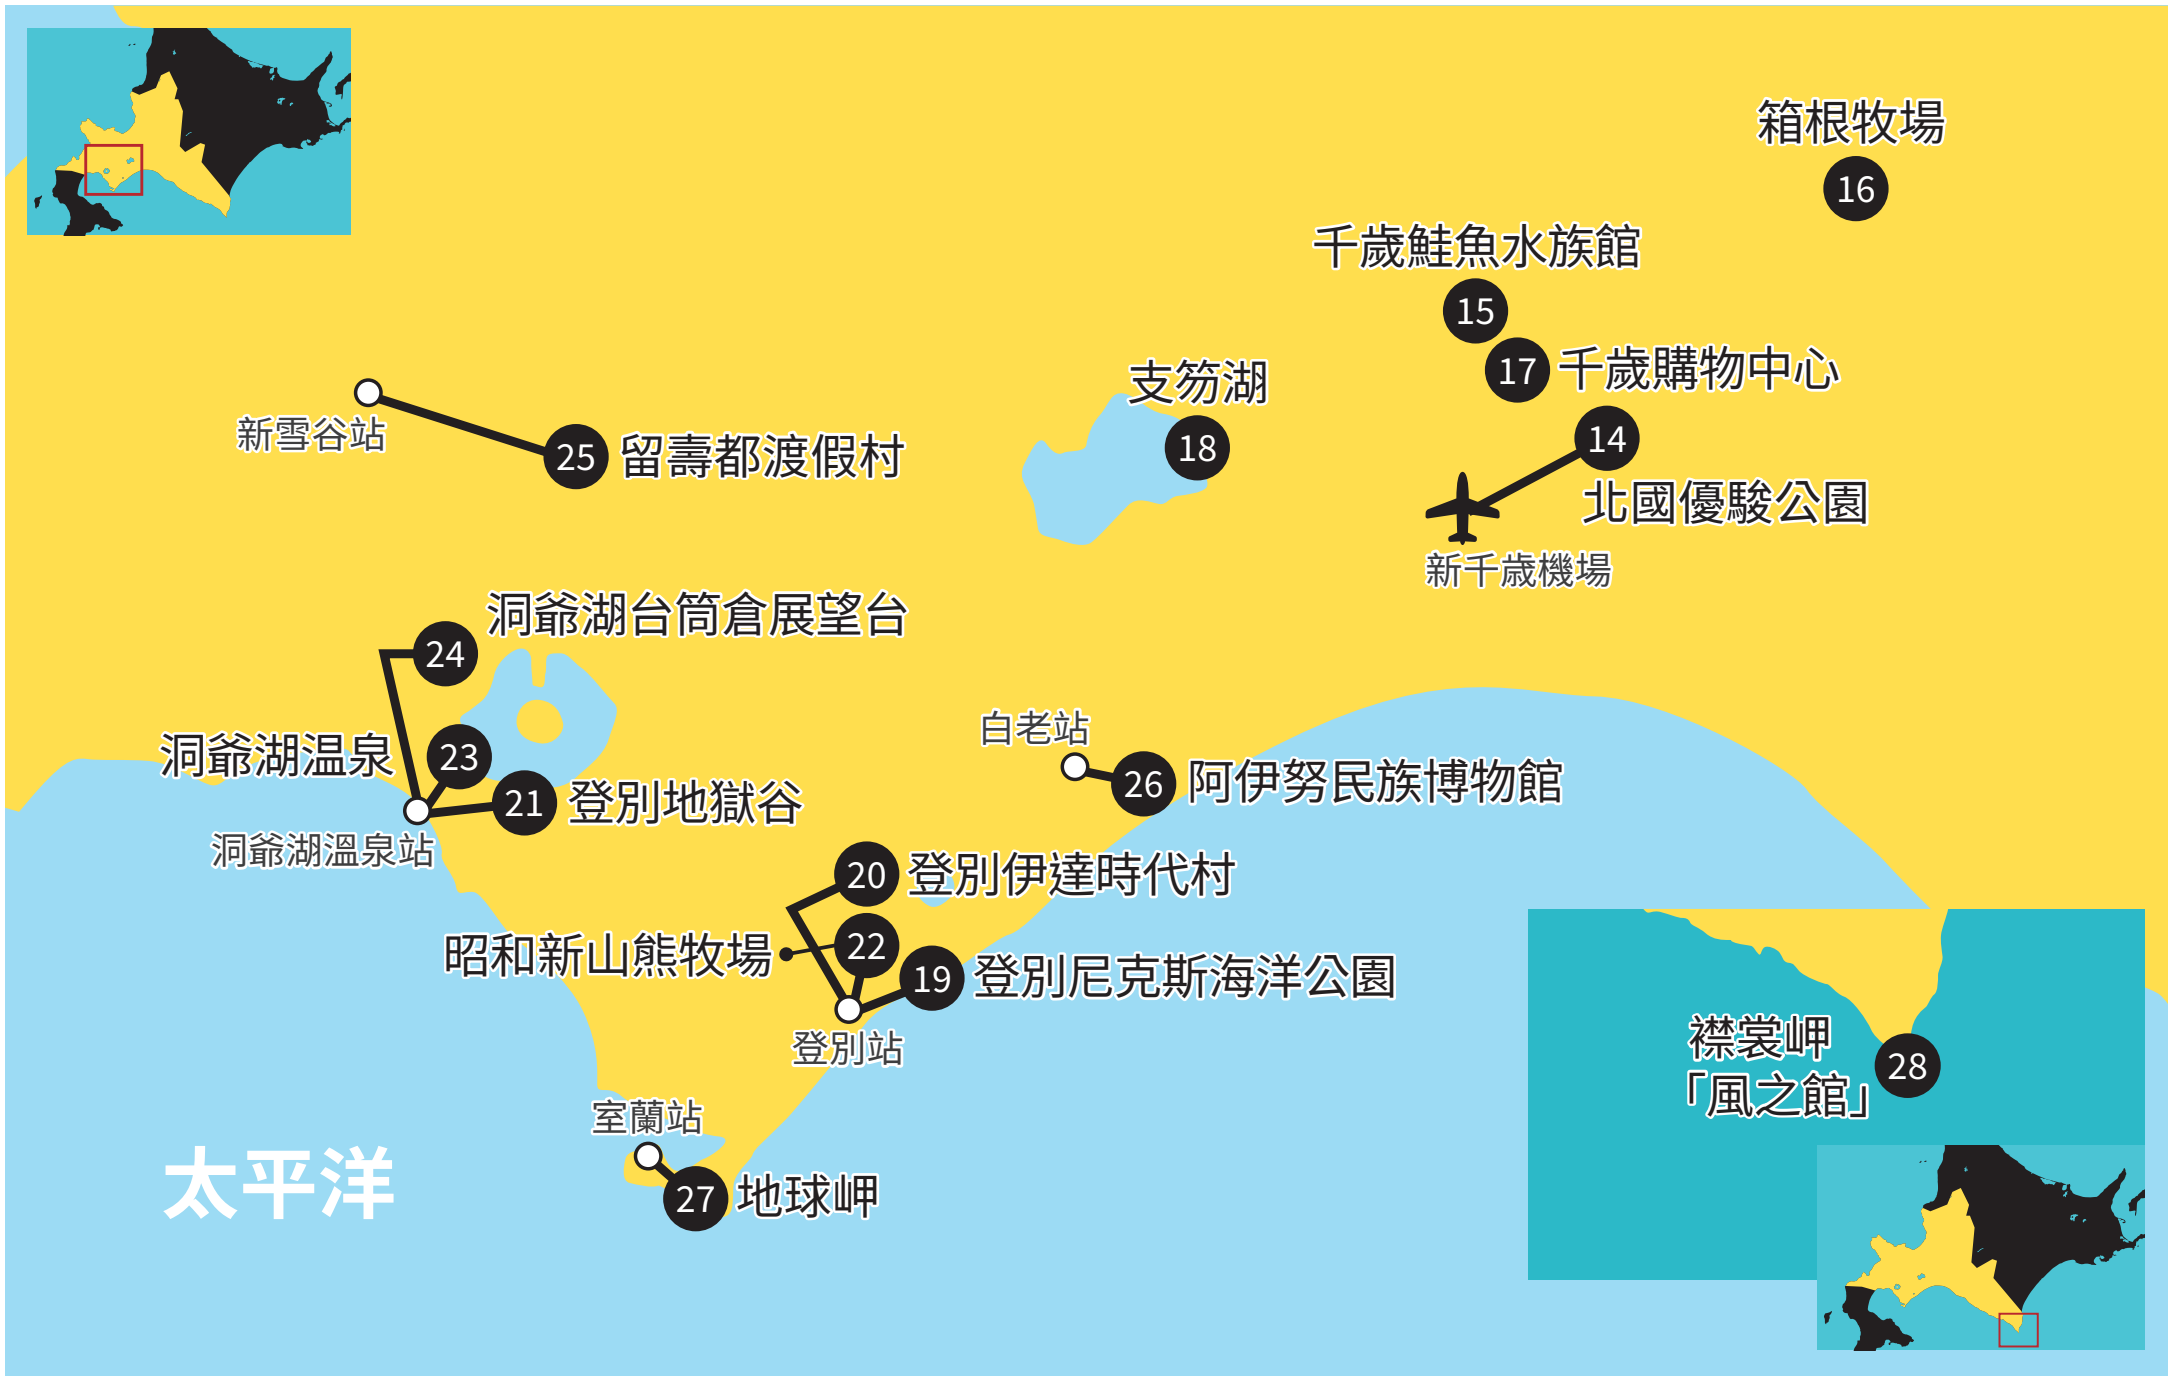 箱根牧場
16
千歲鮭魚水族館
15
17 千歲購物中心
支笏湖
18
14
北國優駿公園
新千歲機場
新雪谷站
25 留壽都渡假村
洞爺湖台筒倉展望台
24
洞爺湖温泉 23
21 登別地獄谷
洞爺湖溫泉站
白老站
26 阿伊努民族博物館
20 登別伊達時代村
昭和新山熊牧場 22
19 登別尼克斯海洋公園
登別站
室蘭站
27 地球岬
太平洋
襟裳岬
「風之館」
28